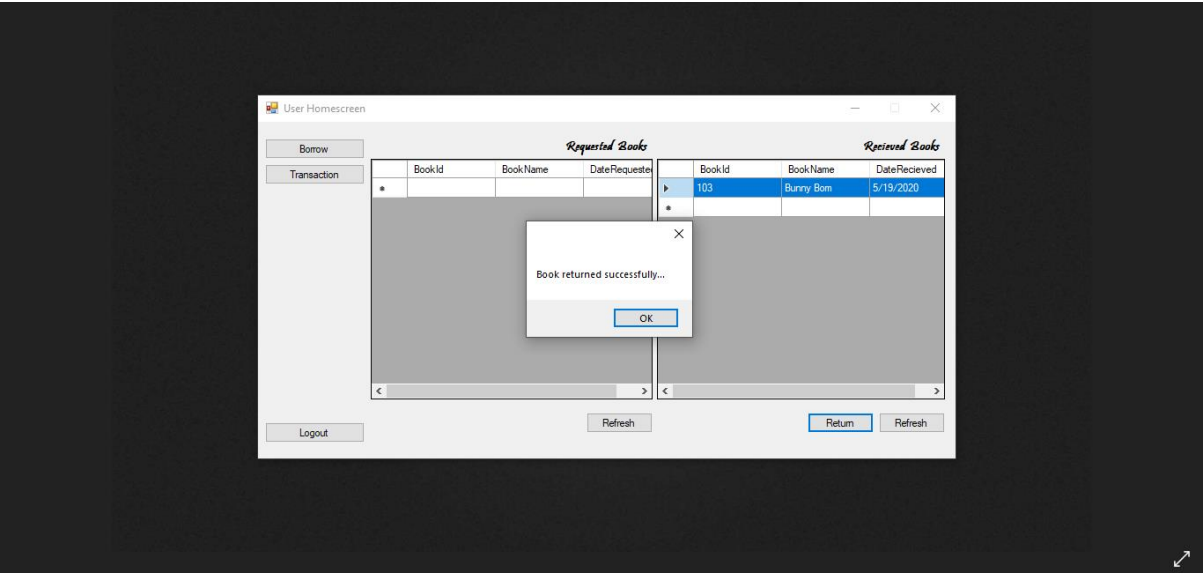 User Homescreen
Borrow
Transaction
Logout
Requested Books
BookId BookName DateRequeste
Refresh
Recieved Books
BookId BookName DateRecieved
103 Bunny Bom 5/19/2020
Return Refresh
Book returned successfully...
OK